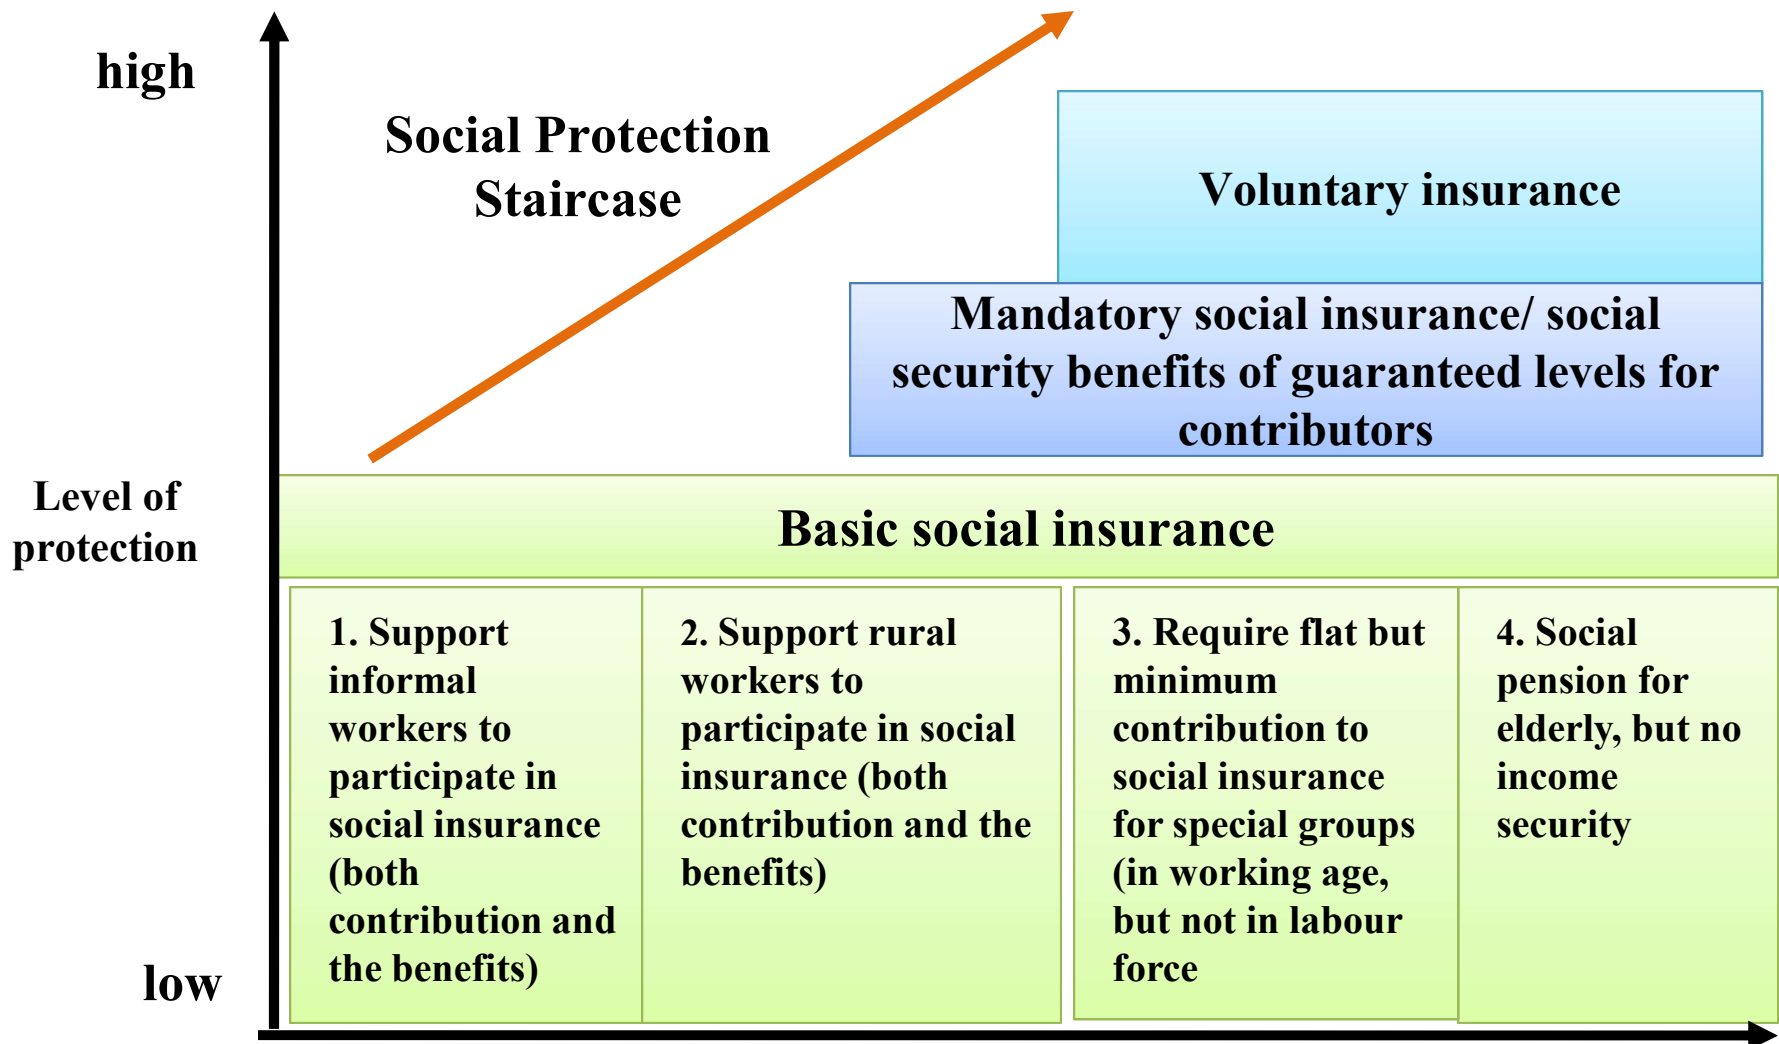 high
Social Protection
Staircase
Voluntary insurance
Mandatory social insurance/ social
security benefits of guaranteed levels for
contributors
Level of
protection
Basic social insurance
1. Support
informal
workers to
participate in
social insurance
(both
contribution and
the benefits)
2. Support rural
workers to
participate in social
insurance (both
contribution and the
benefits)
3. Require flat but
minimum
contribution to
social insurance
for special groups
(in working age,
but not in labour
force
4. Social
pension for
elderly, but no
income
security
low